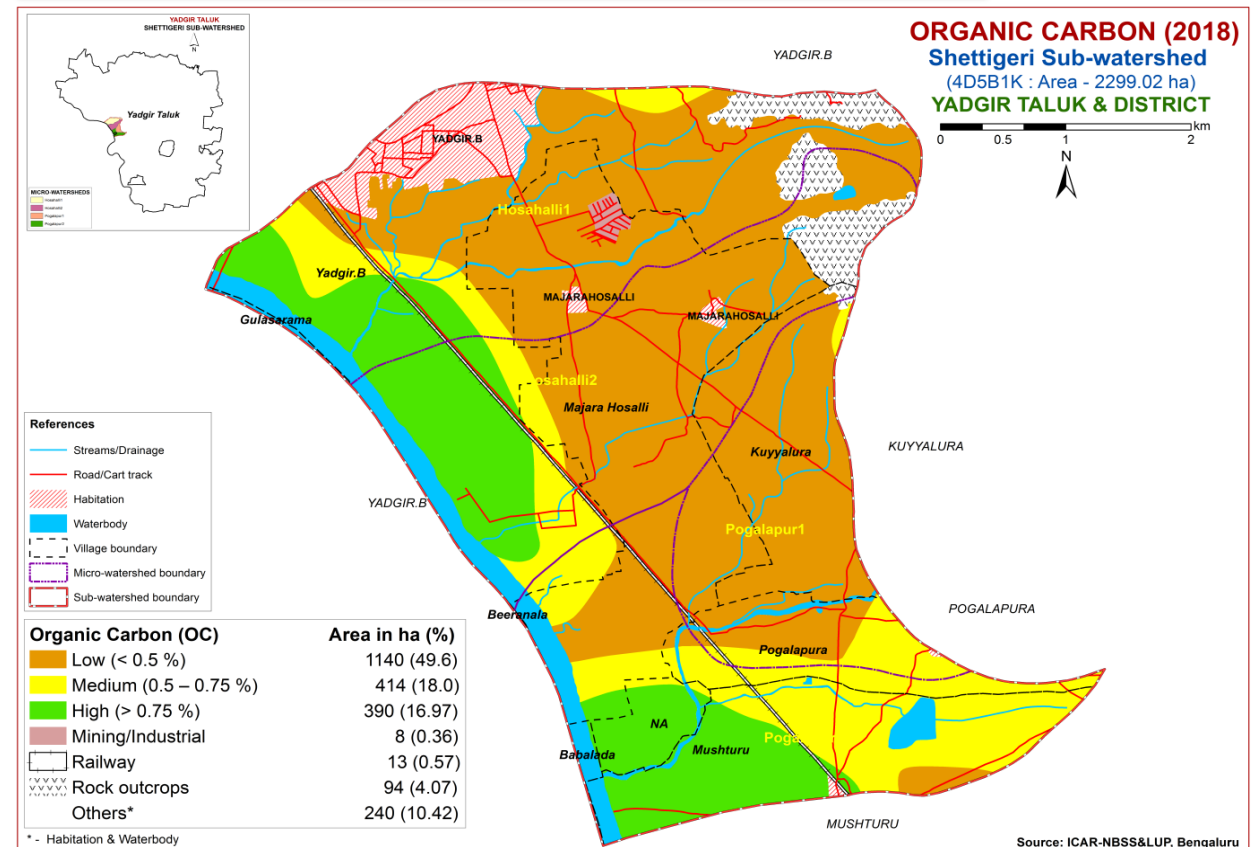 YADGIR TALUK
SHETTIGERI SUB-WATERSHED
N
Yadgir Taluk
MICRO-WATERSHEDS
Hosahalli1
Hosahalli2
Pogalapur1
Pogalapur2
ORGANIC CARBON (2018)
Shettigeri Sub-watershed
(4D5B1K : Area - 2299.02 ha)
YADGIR TALUK & DISTRICT
km
0 0.5 1 2
N
YADGIR.B
YADGIR.B
Hosahalli1
Yadgir.B
MAJARAHOSALLI
MAJARAHOSALLI
Gulasarama
osahalli2
Majara Hosalli
KUYYALURA
Kuyyalura
YADGIR.B
Pogalapur1
Beeranala
POGALAPURA
Pogalapura
NA
Mushturu
Poga
Babalada
MUSHTURU
References
Streams/Drainage
Road/Cart track
Habitation
Waterbody
Village boundary
Micro-watershed boundary
Sub-watershed boundary
Organic Carbon (OC) Area in ha (%)
Low (< 0.5 %) 1140 (49.6)
Medium (0.5 – 0.75 %) 414 (18.0)
High (> 0.75 %) 390 (16.97)
Mining/Industrial 8 (0.36)
Railway 13 (0.57)
Rock outcrops 94 (4.07)
Others* 240 (10.42)
* - Habitation & Waterbody
Source: ICAR-NBSS&LUP, Bengaluru